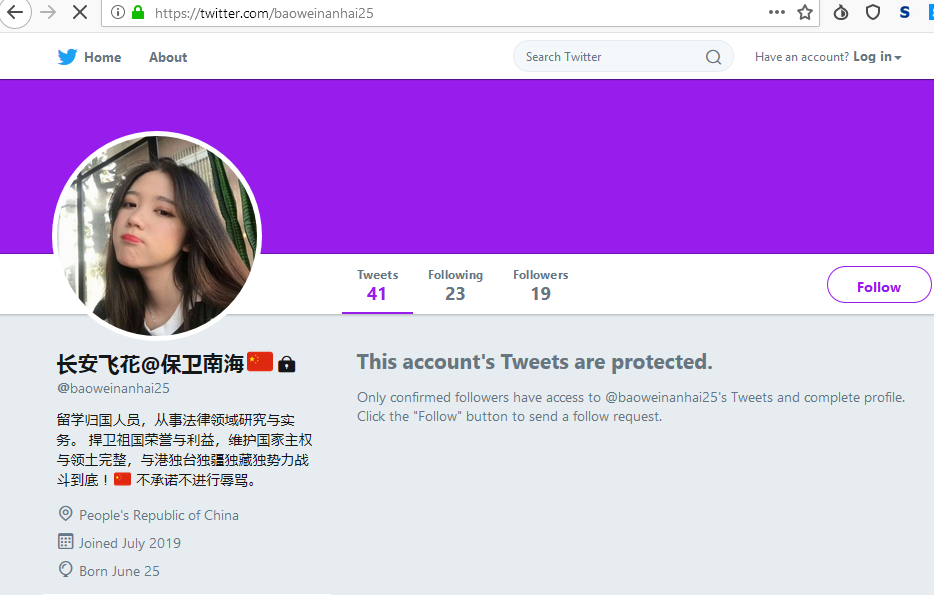 https://twitter.com/baoweinanhai25
S
Home
About
Search Twitter
Have an account? Log in
Tweets
41
Following
23
Followers
19
Follow
长安飞花@保卫南海🇨🇳🔒
@baoweinanhai25
留学归国人员，从事法律领域研究与实
务。 捍卫祖国荣誉与利益，维护国家主权
与领土完整，与港独台独疆独藏独势力战
斗到底！🇨🇳 不承诺不进行辱骂。
People's Republic of China
Joined July 2019
Born June 25
This account's Tweets are protected.
Only confirmed followers have access to @baoweinanhai25's Tweets and complete profile.
Click the "Follow" button to send a follow request.